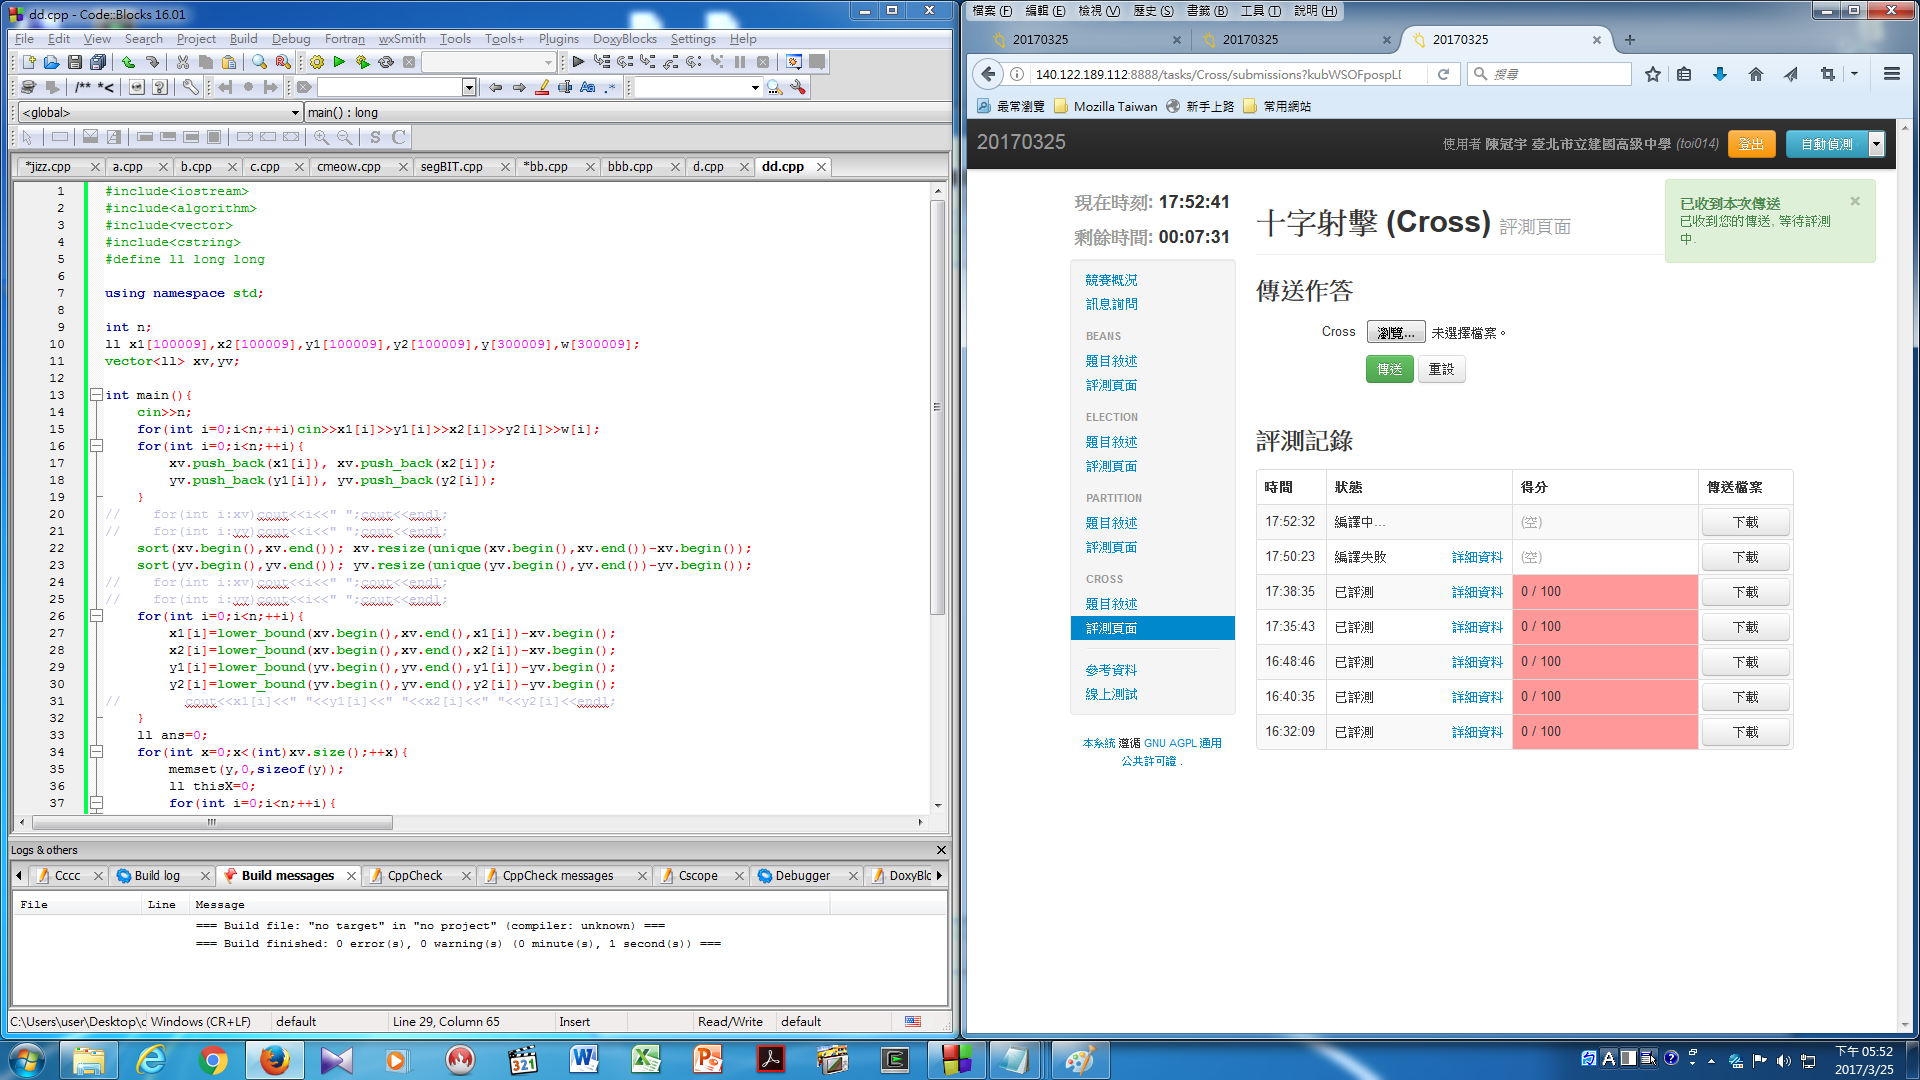 dd.cpp - Code::Blocks 16.01
File Edit View Search Project Build Debug Fortran wxSmith Tools Tools+ Plugins DoxyBlocks Settings Help
<global> main() : long
*jizz.cpp a.cpp b.cpp c.cpp cmeow.cpp segBIT.cpp *bb.cpp bbb.cpp d.cpp dd.cpp
1 #include<iostream>
2 #include<algorithm>
3 #include<vector>
4 #include<cstring>
5 #define ll long long
6
7 using namespace std;
8
9 int n;
10 ll x1[100009],x2[100009],y1[100009],y2[100009],y[300009],w[300009];
11 vector<ll> xv,yv;
12
13 int main(){
14 cin>>n;
15 for(int i=0;i<n;++i)cin>>x1[i]>>y1[i]>>x2[i]>>y2[i]>>w[i];
16 for(int i=0;i<n;++i){
17 xv.push_back(x1[i]), xv.push_back(x2[i]);
18 yv.push_back(y1[i]), yv.push_back(y2[i]);
19 }
20 // for(int i:xv)cout<<i<<" ";cout<<endl;
21 // for(int i:yv)cout<<i<<" ";cout<<endl;
22 sort(xv.begin(),xv.end()); xv.resize(unique(xv.begin(),xv.end())-xv.begin());
23 sort(yv.begin(),yv.end()); yv.resize(unique(yv.begin(),yv.end())-yv.begin());
24 // for(int i:xv)cout<<i<<" ";cout<<endl;
25 // for(int i:yv)cout<<i<<" ";cout<<endl;
26 for(int i=0;i<n;++i){
27 x1[i]=lower_bound(xv.begin(),xv.end(),x1[i])-xv.begin();
28 x2[i]=lower_bound(xv.begin(),xv.end(),x2[i])-xv.begin();
29 y1[i]=lower_bound(yv.begin(),yv.end(),y1[i])-yv.begin();
30 y2[i]=lower_bound(yv.begin(),yv.end(),y2[i])-yv.begin();
31 // cout<<x1[i]<<" "<<y1[i]<<" "<<x2[i]<<" "<<y2[i]<<endl;
32 }
33 ll ans=0;
34 for(int x=0;x<(int)xv.size();++x){
35 memset(y,0,sizeof(y));
36 ll thisX=0;
37 for(int i=0;i<n;++i){
Logs & others
Cccc Build log Build messages CppCheck CppCheck messages Cscope Debugger DoxyBlo
File Line Message
=== Build file: "no target" in "no project" (compiler: unknown) ===
=== Build finished: 0 error(s), 0 warning(s) (0 minute(s), 1 second(s)) ===
C:\Users\user\Desktop\c Windows (CR+LF) default Line 29, Column 65 Insert Read/Write default
檔案 (F) 編輯 (E) 檢視 (V) 歷史 (S) 書籤 (B) 工具 (T) 說明 (H)
20170325 20170325 20170325
140.122.189.112:8888/tasks/Cross/submissions?kubWSOFpospLD 搜尋
最常瀏覽 Mozilla Taiwan 新手上路 常用網站
20170325 使用者 陳冠宇 臺北市立建國高級中學 (toi014) 登出 自動偵測
現在時刻: 17:52:41
剩餘時間: 00:07:31
競賽概況
訊息詢問
BEANS
題目敘述
評測頁面
ELECTION
題目敘述
評測頁面
PARTITION
題目敘述
評測頁面
CROSS
題目敘述
評測頁面
參考資料
線上測試
本系統 遵循 GNU AGPL 通用
公共許可證 .
十字射擊 (Cross) 評測頁面
已收到本次傳送
已收到您的傳送, 等待評測
中.
傳送作答
Cross 瀏覽... 未選擇檔案。
傳送 重設
評測記錄
時間 狀態 得分 傳送檔案
17:52:32 編譯中... (空) 下載
17:50:23 編譯失敗 詳細資料 (空) 下載
17:38:35 已評測 詳細資料 0 / 100 下載
17:35:43 已評測 詳細資料 0 / 100 下載
16:48:46 已評測 詳細資料 0 / 100 下載
16:40:35 已評測 詳細資料 0 / 100 下載
16:32:09 已評測 詳細資料 0 / 100 下載
下午 05:52
2017/3/25